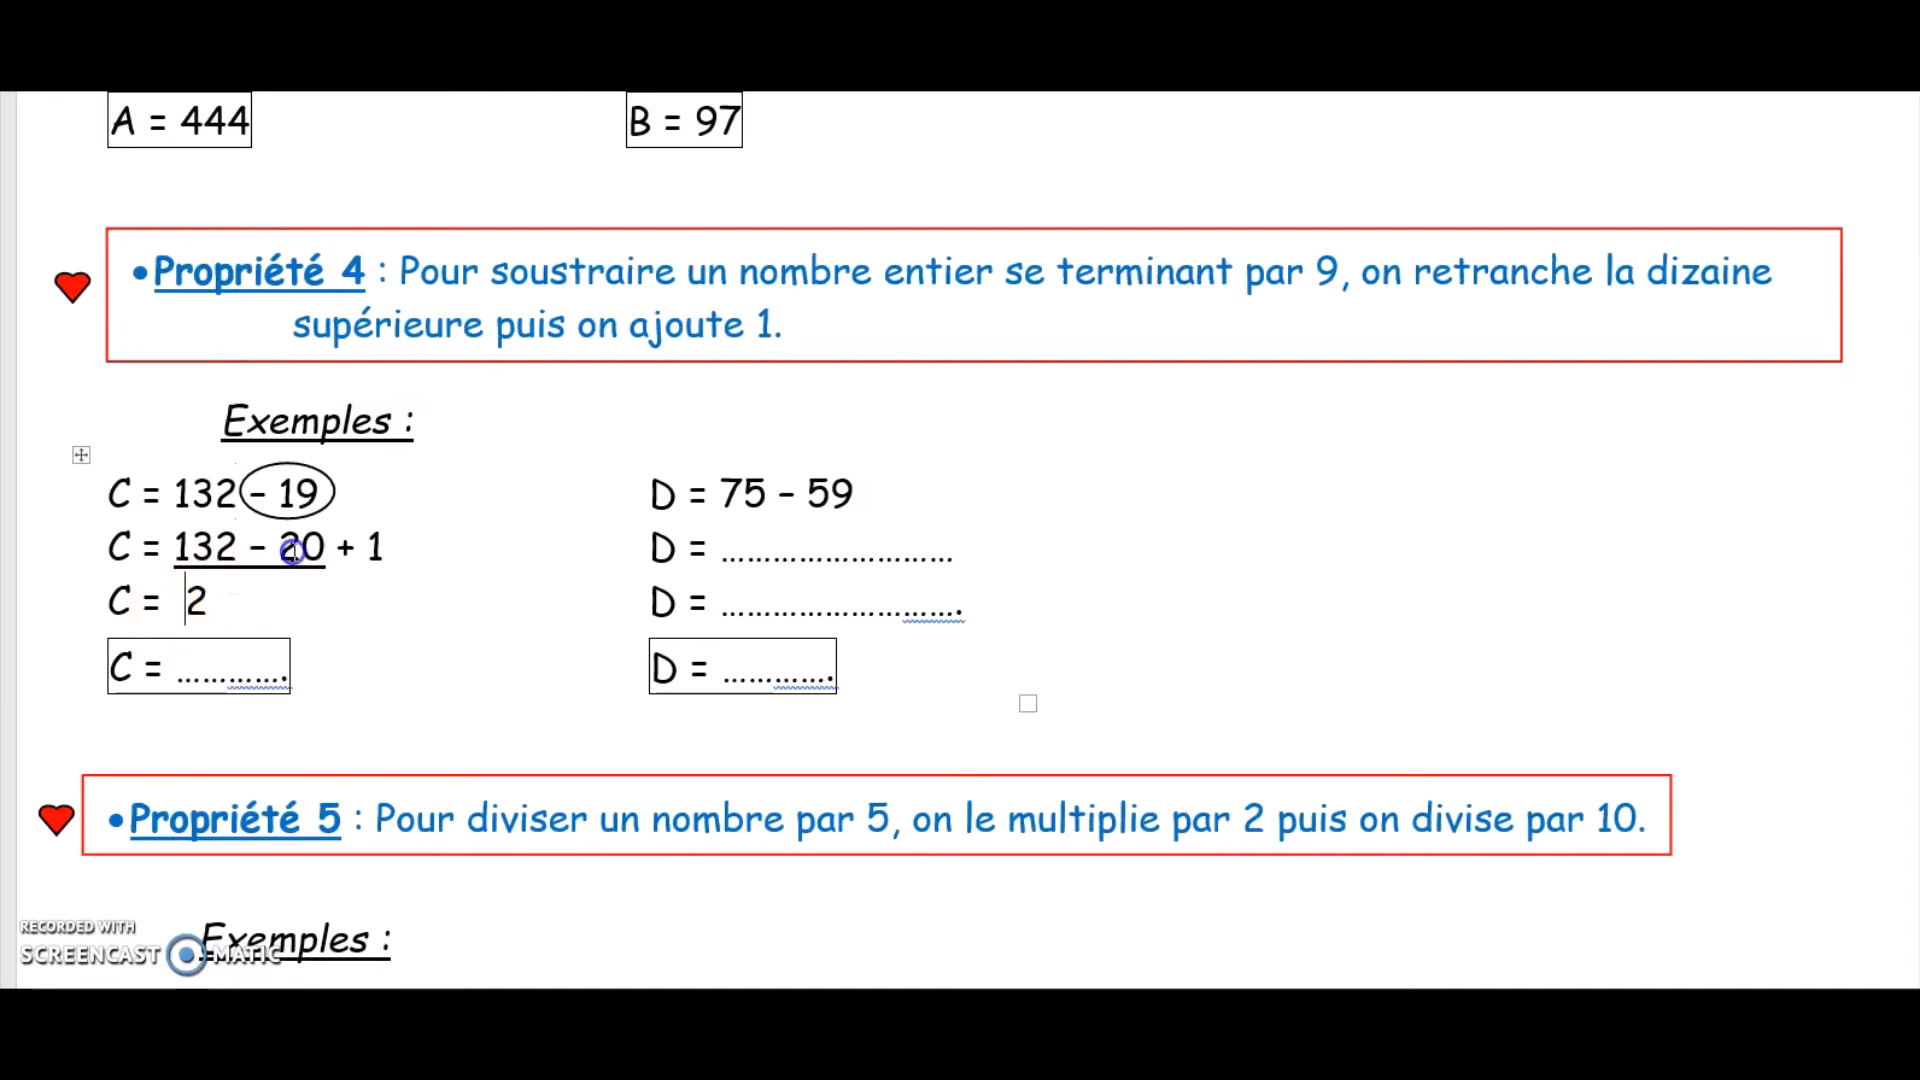 A = 444
B = 97
•Propriété 4 : Pour soustraire un nombre entier se terminant par 9, on retranche la dizaine
supérieure puis on ajoute 1.
Exemples :
C = 132 – 19
C = 132 – 20 + 1
C = 2
C = ………….
D = 75 – 59
D = ………………………
D = ……………………….
D = ………….
•Propriété 5 : Pour diviser un nombre par 5, on le multiplie par 2 puis on divise par 10.
Exemples :
RECORDED WITH
SCREENCAST MATIC